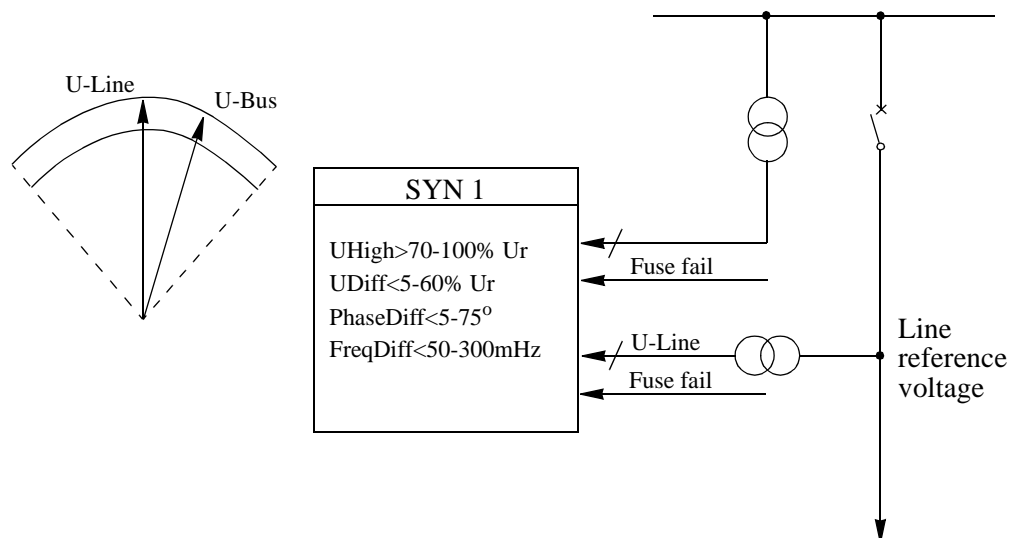 U-Line
U-Bus
SYN 1
UHigh>70-100% Ur
UDiff<5-60% Ur
PhaseDiff<5-75°
FreqDiff<50-300mHz
Fuse fail
U-Line
Fuse fail
Line
reference
voltage